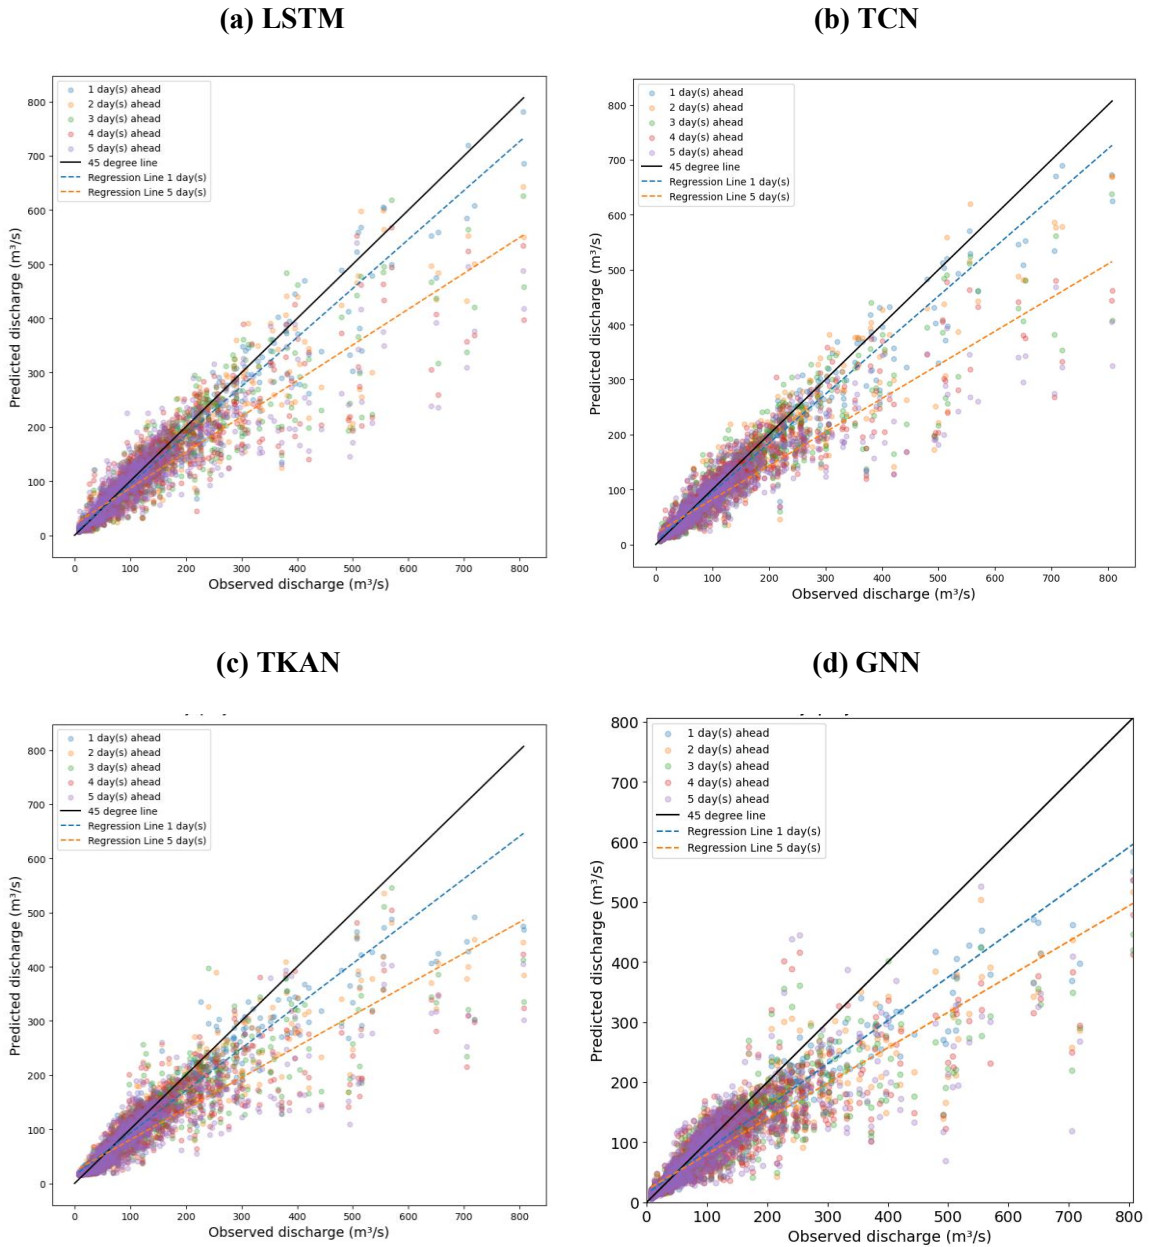 (a) LSTM
(b) TCN
1 day(s) ahead
2 day(s) ahead
3 day(s) ahead
4 day(s) ahead
5 day(s) ahead
45 degree line
Regression Line 1 day(s)
Regression Line 5 day(s)
800
700
600
500
400
300
200
100
0
Predicted discharge (m³/s)
0 100 200 300 400 500 600 700 800
Observed discharge (m³/s)
1 day(s) ahead
2 day(s) ahead
3 day(s) ahead
4 day(s) ahead
5 day(s) ahead
45 degree line
Regression Line 1 day(s)
Regression Line 5 day(s)
800
700
600
500
400
300
200
100
0
Predicted discharge (m³/s)
0 100 200 300 400 500 600 700 800
Observed discharge (m³/s)
(c) TKAN
(d) GNN
1 day(s) ahead
2 day(s) ahead
3 day(s) ahead
4 day(s) ahead
5 day(s) ahead
45 degree line
Regression Line 1 day(s)
Regression Line 5 day(s)
800
700
600
500
400
300
200
100
0
Predicted discharge (m³/s)
0 100 200 300 400 500 600 700 800
Observed discharge (m³/s)
1 day(s) ahead
2 day(s) ahead
3 day(s) ahead
4 day(s) ahead
5 day(s) ahead
45 degree line
Regression Line 1 day(s)
Regression Line 5 day(s)
800
700
600
500
400
300
200
100
0
Predicted discharge (m³/s)
0 100 200 300 400 500 600 700 800
Observed discharge (m³/s)